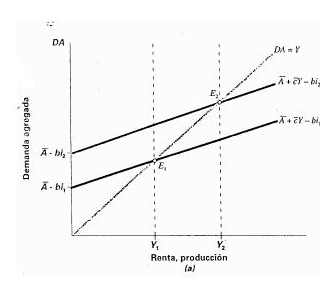 DA
DA = Y
Ā + c̄Y – bi₂
E₂
Ā + c̄Y – bi₁
Demanda agregada
Ā - bi₂
Ā - bi₁
E₁
Y₁
Y₂
Renta, producción
(a)